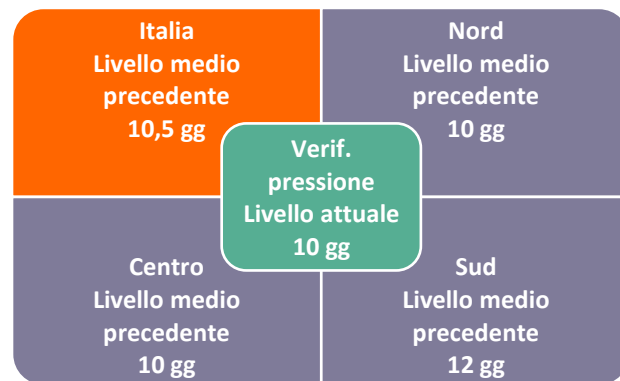 Italia
Livello medio
precedente
10,5 gg
Nord
Livello medio
precedente
10 gg
Verif.
pressione
Livello attuale
10 gg
Centro
Livello medio
precedente
10 gg
Sud
Livello medio
precedente
12 gg